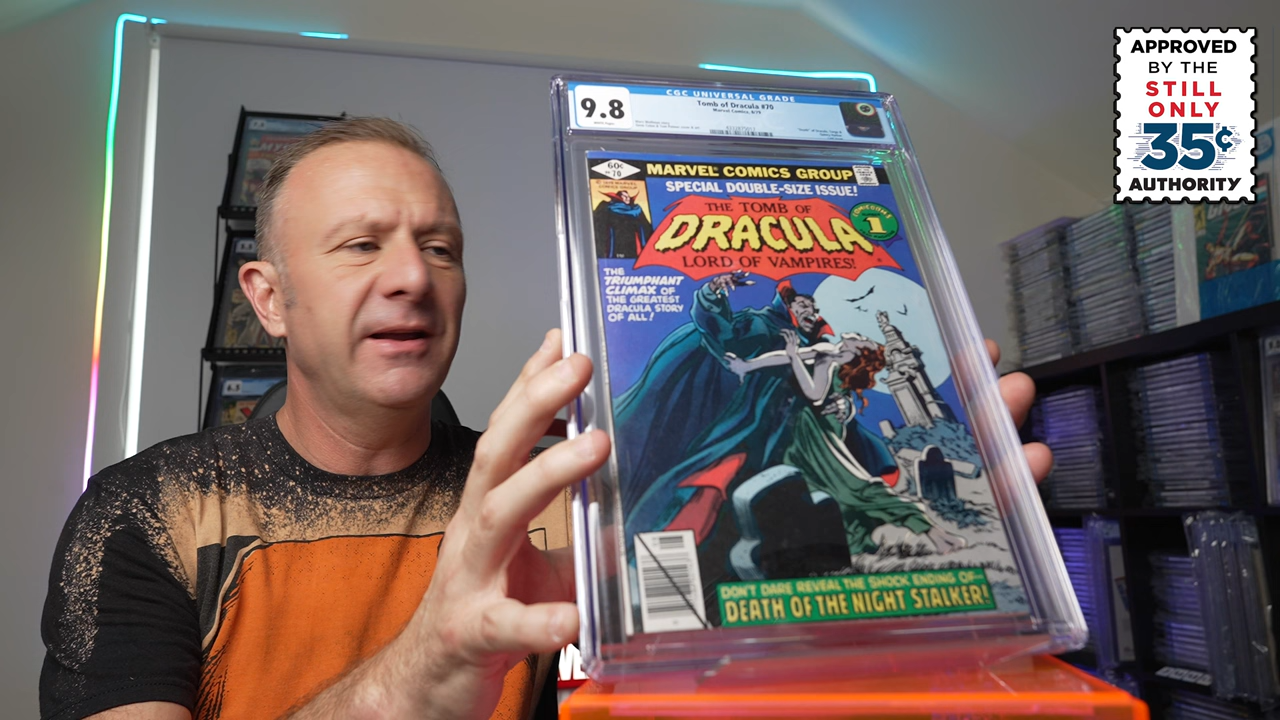 APPROVED
BY THE
STILL
ONLY
35¢
AUTHORITY
CGC UNIVERSAL GRADE
9.8
Tomb of Dracula #70
Marvel Comics, 8/79
60¢
70
MARVEL COMICS GROUP
SPECIAL DOUBLE-SIZE ISSUE!
THE TOMB OF
DRACULA
LORD OF VAMPIRES!
1
THE
TRIUMPHANT
CLIMAX OF
THE GREATEST
DRACULA STORY
OF ALL!
DON'T DARE REVEAL THE SHOCK ENDING OF—
DEATH OF THE NIGHT STALKER!